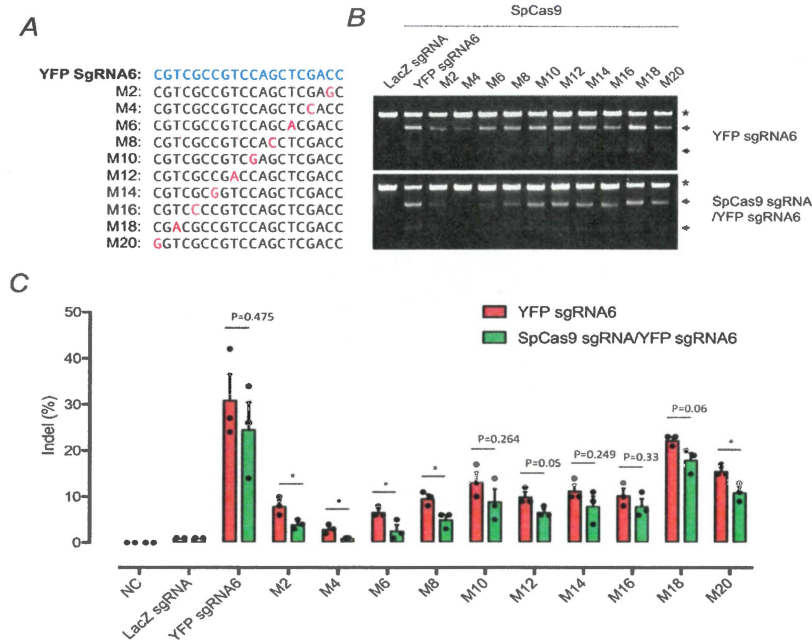 A
YFP SgRNA6: CGTCGCCGTCCAGCTCGACC
M2: CGTCGCCGTCCAGCTCGAGC
M4: CGTCGCCGTCCAGCTCCACC
M6: CGTCGCCGTCCAGCACGACC
M8: CGTCGCCGTCCACCTCGACC
M10: CGTCGCCGTCGAGCTCGACC
M12: CGTCGCCGACCAGCTCGACC
M14: CGTCGCGGTCCAGCTCGACC
M16: CGTCCCCGTCCAGCTCGACC
M18: CGACGCCGTCCAGCTCGACC
M20: GGTCGCCGTCCAGCTCGACC
B
SpCas9
LacZ sgRNA YFP sgRNA6 M2 M4 M6 M8 M10 M12 M14 M16 M18 M20
*
YFP sgRNA6
*
SpCas9 sgRNA
/YFP sgRNA6
C
Indel (%)
50
40
30
20
10
0
YFP sgRNA6
SpCas9 sgRNA/YFP sgRNA6
P=0.475
*
*
*
*
P=0.264
P=0.05
P=0.249
P=0.33
P=0.06
*
NC LacZ sgRNA YFP sgRNA6 M2 M4 M6 M8 M10 M12 M14 M16 M18 M20